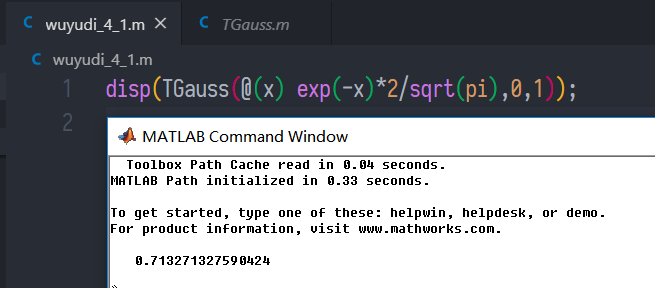 wuyudi_4_1.m
TGauss.m
wuyudi_4_1.m
1 disp(TGauss(@(x) exp(-x)*2/sqrt(pi),0,1));
2
MATLAB Command Window
Toolbox Path Cache read in 0.04 seconds.
MATLAB Path initialized in 0.33 seconds.
To get started, type one of these: helpwin, helpdesk, or demo.
For product information, visit www.mathworks.com.
0.713271327590424